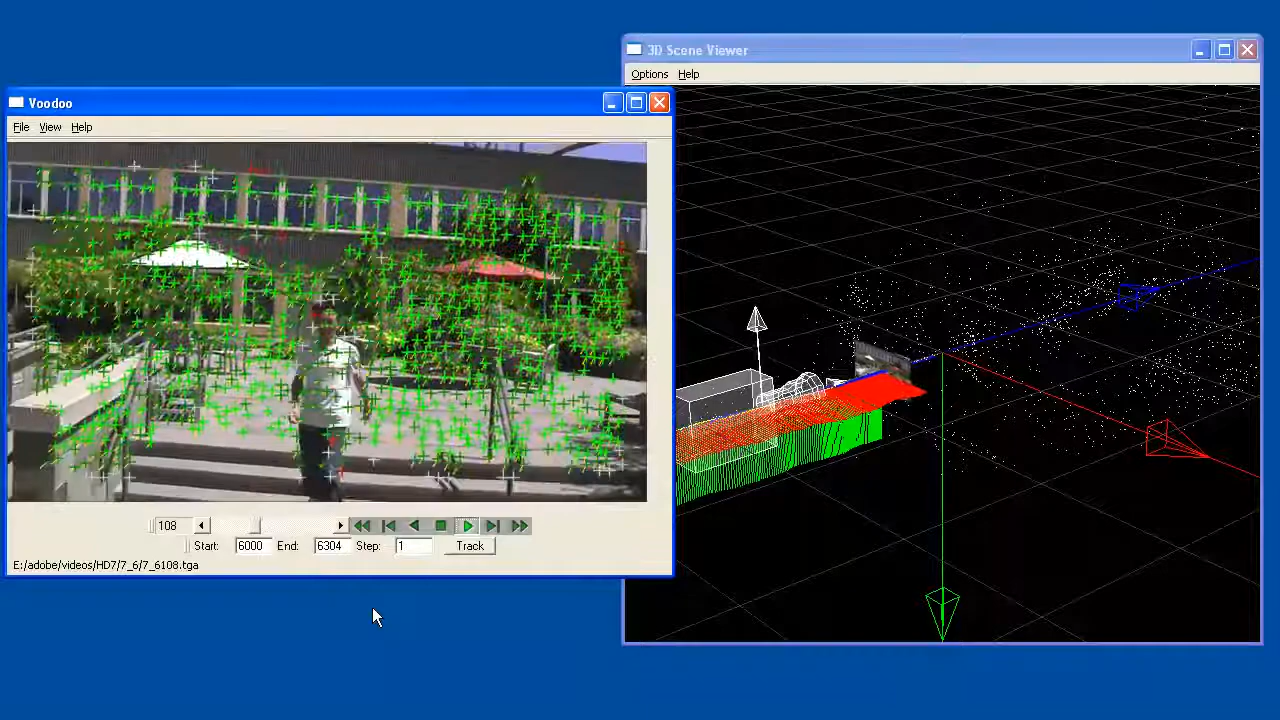 3D Scene Viewer
Options Help
Voodoo
File View Help
108
Start: 6000 End: 6304 Step: 1 Track
E:/adobe/videos/HD7/7_6/7_6108.tga